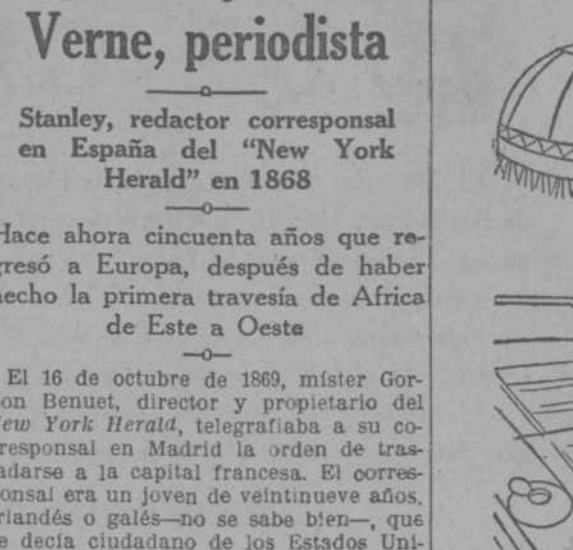 Verne, periodista
Stanley, redactor corresponsal
en España del "New York
Herald" en 1868
Hace ahora cincuenta años que re-
gresó a Europa, después de haber
hecho la primera travesía de Africa
de Este a Oeste
El 16 de octubre de 1869, míster Gor-
on Benuet, director y propietario del
New York Herald, telegrafiaba a su co-
rresponsal en Madrid la orden de tras-
adarse a la capital francesa. El corres-
ponsal era un joven de veintinueve años,
irlandés o galés—no se sabe bien—, que
se decía ciudadano de los Estados Uni-